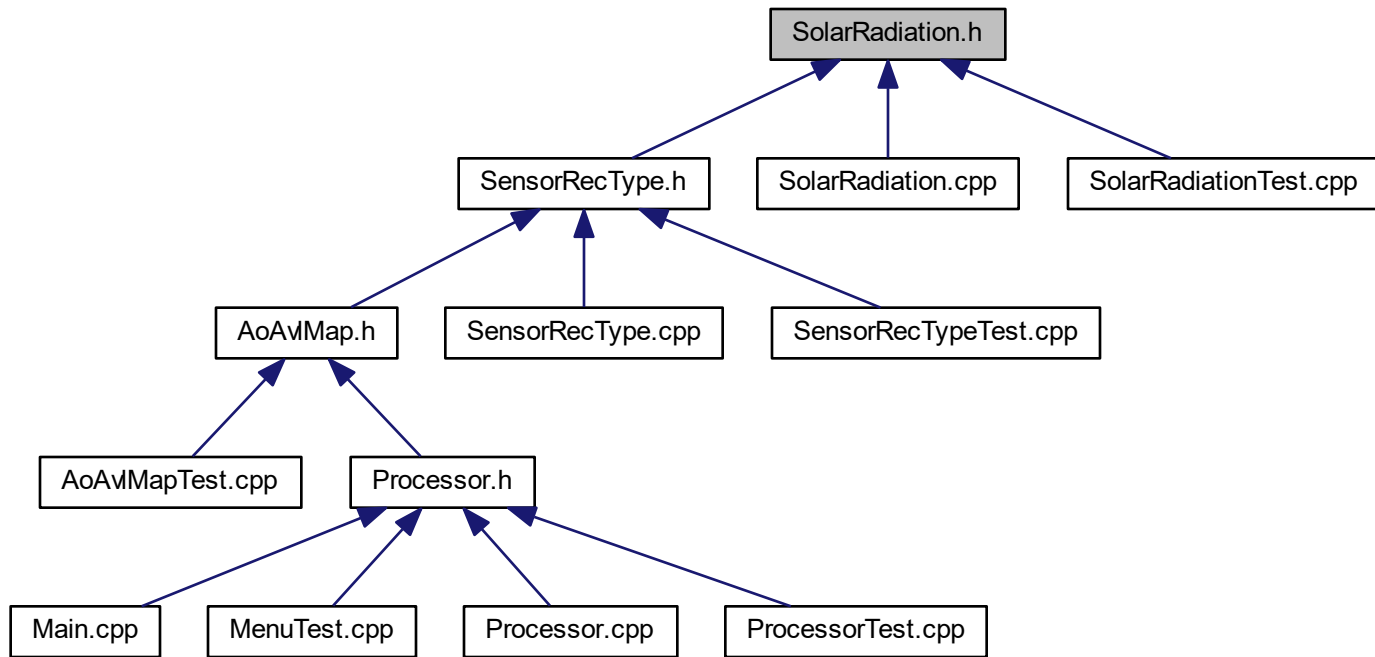 SolarRadiation.h
SensorRecType.h
SolarRadiation.cpp
SolarRadiationTest.cpp
AoAvlMap.h
SensorRecType.cpp
SensorRecTypeTest.cpp
AoAvlMapTest.cpp
Processor.h
Main.cpp
MenuTest.cpp
Processor.cpp
ProcessorTest.cpp